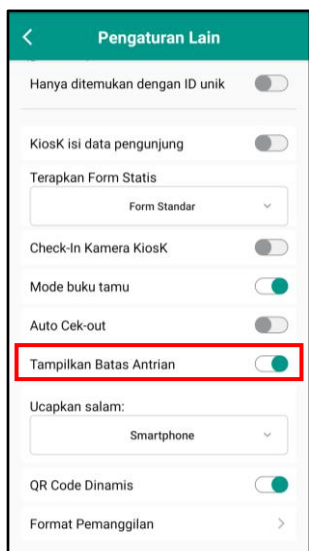 Pengaturan Lain
Hanya ditemukan dengan ID unik
KiosK isi data pengunjung
Terapkan Form Statis
Form Standar
Check-In Kamera KiosK
Mode buku tamu
Auto Cek-out
Tampilkan Batas Antrian
Ucapkan salam:
Smartphone
QR Code Dinamis
Format Pemanggilan